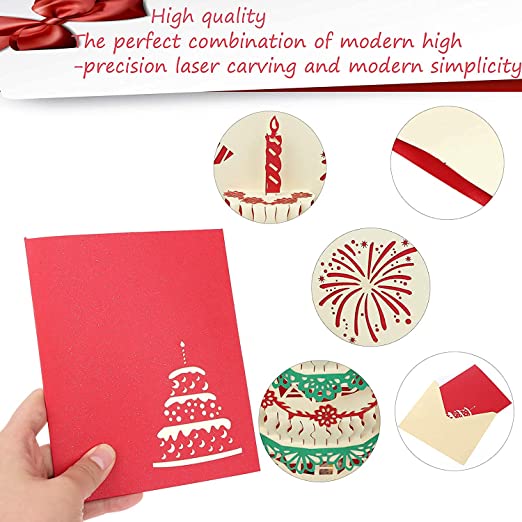 High quality
The perfect combination of modern high
-precision laser carving and modern simplicity